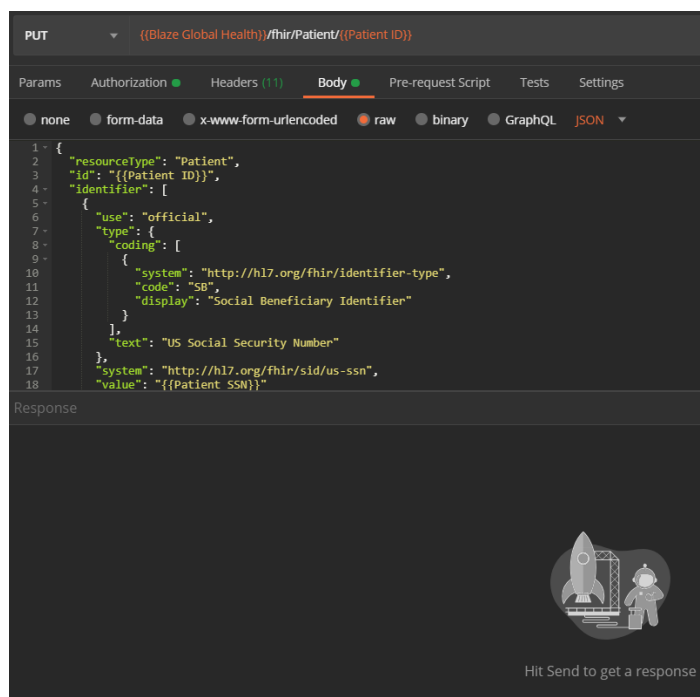 PUT {{Blaze Global Health}}/fhir/Patient/{{Patient ID}}
Params Authorization Headers (11) Body Pre-request Script Tests Settings
none form-data x-www-form-urlencoded raw binary GraphQL JSON
1 {
2 "resourceType": "Patient",
3 "id": "{{Patient ID}}",
4 "identifier": [
5 {
6 "use": "official",
7 "type": {
8 "coding": [
9 {
10 "system": "http://hl7.org/fhir/identifier-type",
11 "code": "SB",
12 "display": "Social Beneficiary Identifier"
13 }
14 ],
15 "text": "US Social Security Number"
16 },
17 "system": "http://hl7.org/fhir/sid/us-ssn",
18 "value": "{{Patient SSN}}"
Response
Hit Send to get a response